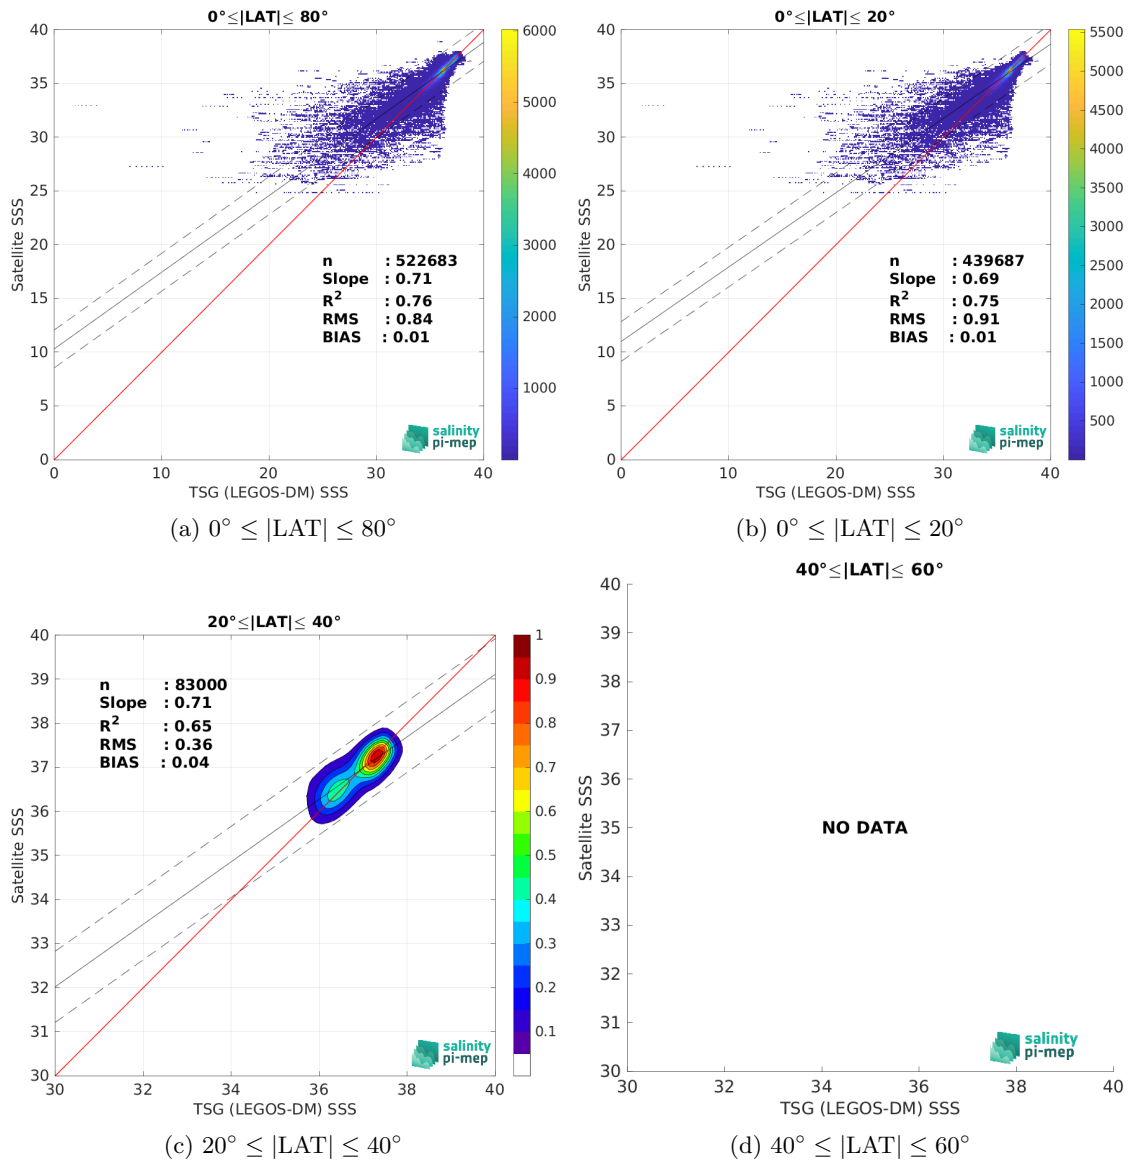 0°≤|LAT|≤ 80°
40
35
30
25
20
15
10
5
0
0
10
20
30
40
Satellite SSS
TSG (LEGOS-DM) SSS
n : 522683
Slope : 0.71
R2 : 0.76
RMS : 0.84
BIAS : 0.01
6000
5000
4000
3000
2000
1000
salinity
pi-mep
(a) 0° ≤ |LAT| ≤ 80°
0°≤|LAT|≤ 20°
40
35
30
25
20
15
10
5
0
0
10
20
30
40
Satellite SSS
TSG (LEGOS-DM) SSS
n : 439687
Slope : 0.69
R2 : 0.75
RMS : 0.91
BIAS : 0.01
5500
5000
4500
4000
3500
3000
2500
2000
1500
1000
500
salinity
pi-mep
(b) 0° ≤ |LAT| ≤ 20°
20°≤|LAT|≤ 40°
40
39
38
37
36
35
34
33
32
31
30
30
32
34
36
38
40
Satellite SSS
TSG (LEGOS-DM) SSS
n : 83000
Slope : 0.71
R2 : 0.65
RMS : 0.36
BIAS : 0.04
1
0.9
0.8
0.7
0.6
0.5
0.4
0.3
0.2
0.1
salinity
pi-mep
(c) 20° ≤ |LAT| ≤ 40°
40°≤|LAT|≤ 60°
40
39
38
37
36
35
34
33
32
31
30
30
32
34
36
38
40
Satellite SSS
TSG (LEGOS-DM) SSS
NO DATA
salinity
pi-mep
(d) 40° ≤ |LAT| ≤ 60°